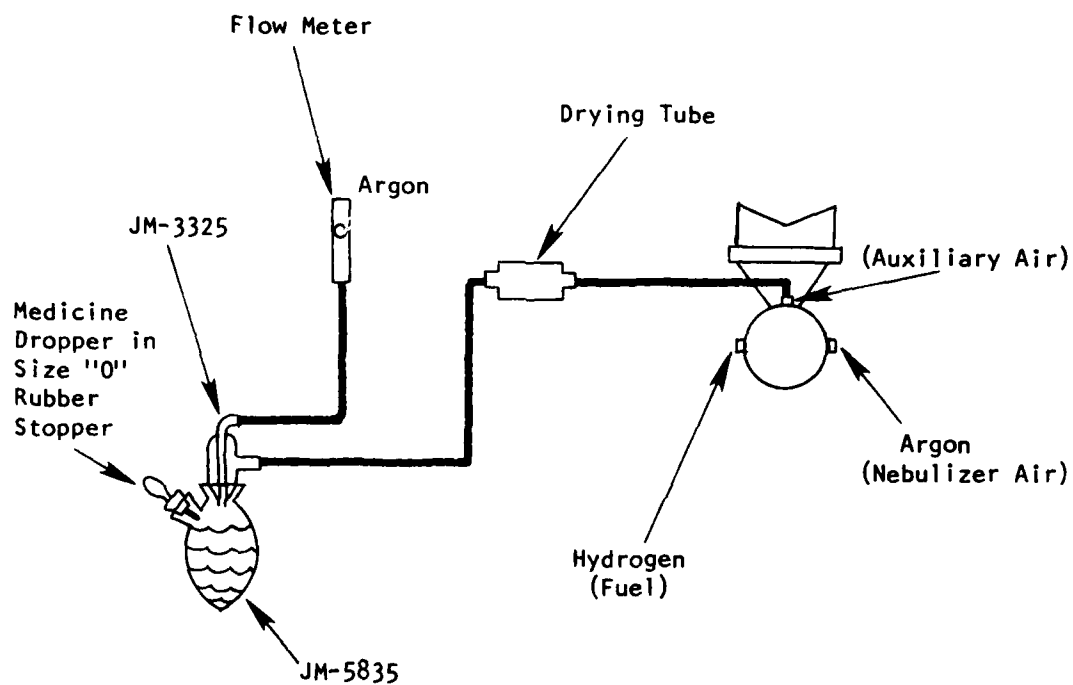 Flow Meter
Drying Tube
Argon
JM-3325
(Auxiliary Air)
Medicine
Dropper in
Size "0"
Rubber
Stopper
Argon
(Nebulizer Air)
Hydrogen
(Fuel)
JM-5835